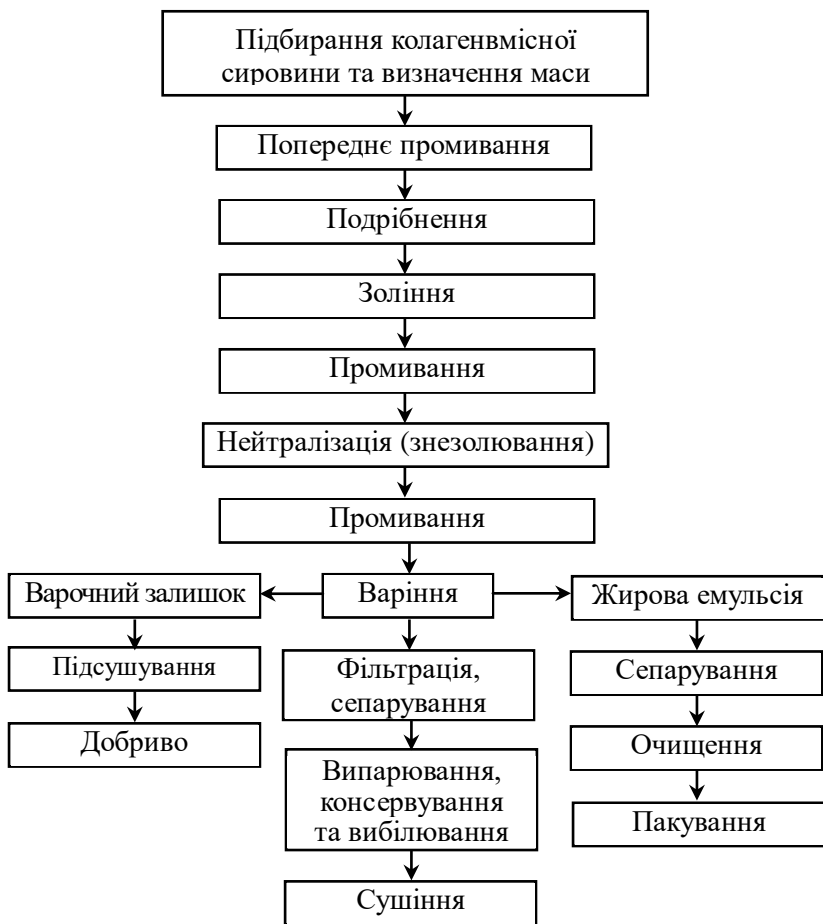 Підбирання колагенвмісної
сировини та визначення маси
Попереднє промивання
Подрібнення
Зоління
Промивання
Нейтралізація (знезолювання)
Промивання
Варочний залишок
Варіння
Жирова емульсія
Підсушування
Фільтрація,
сепарування
Сепарування
Добриво
Очищення
Випарювання,
консервування
та вибілювання
Пакування
Сушіння